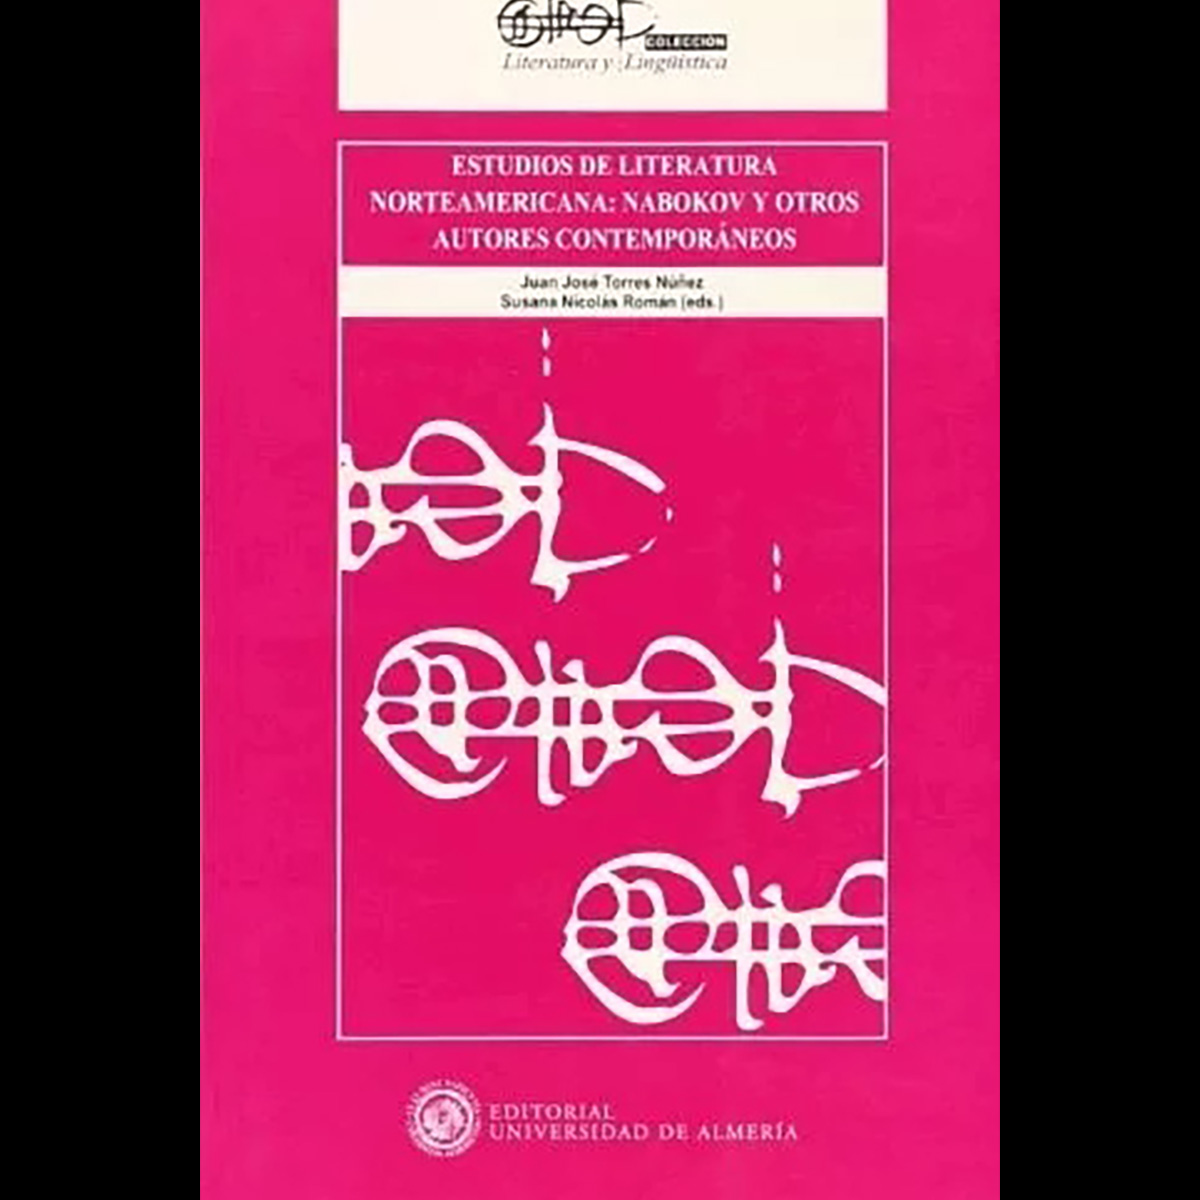 COLECCIÓN
Literatura y Lingüística
ESTUDIOS DE LITERATURA
NORTEAMERICANA: NABOKOV Y OTROS
AUTORES CONTEMPORÁNEOS
Juan José Torres Núñez
Susana Nicolás Román (eds.)
EDITORIAL
UNIVERSIDAD DE ALMERÍA